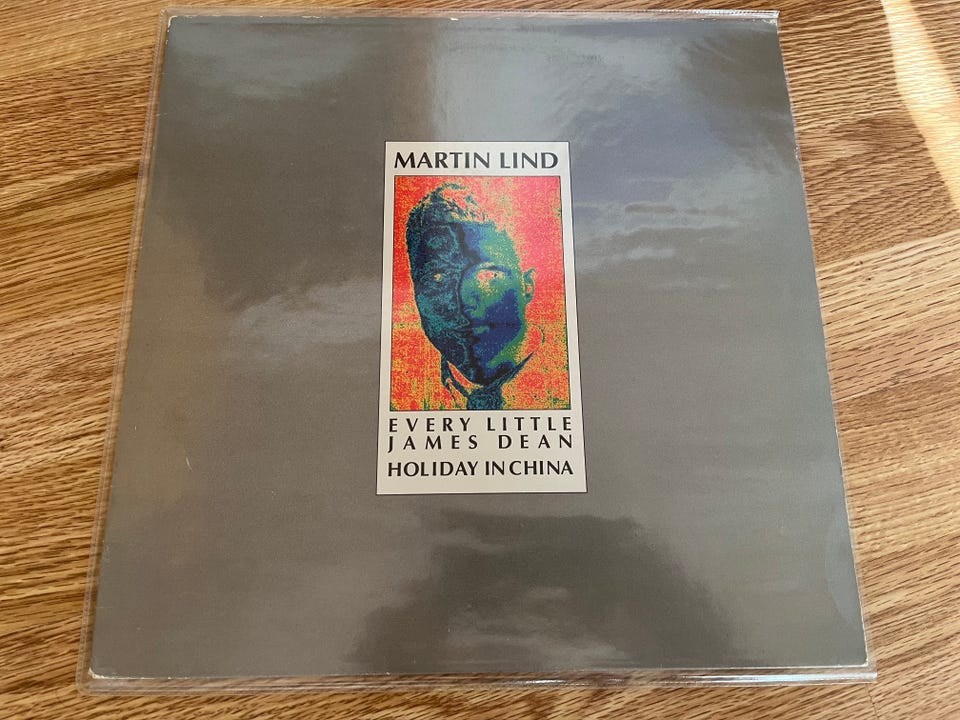 MARTIN LIND
EVERY LITTLE
JAMES DEAN
HOLIDAY IN CHINA